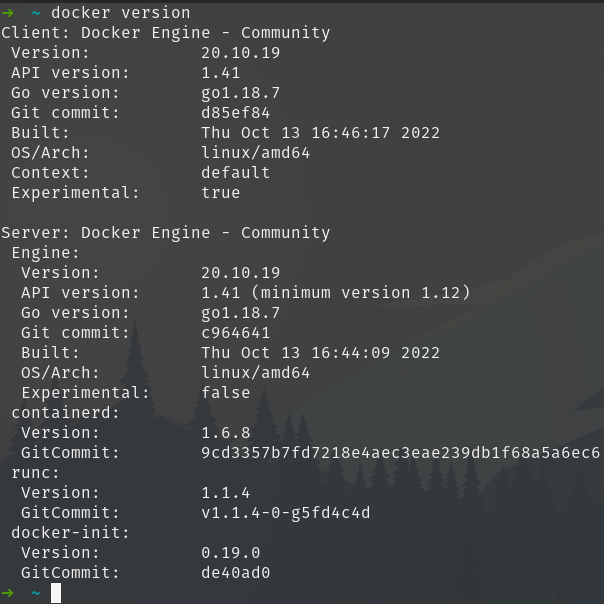 ➜  ~ docker version
Client: Docker Engine - Community
 Version:           20.10.19
 API version:       1.41
 Go version:        go1.18.7
 Git commit:        d85ef84
 Built:             Thu Oct 13 16:46:17 2022
 OS/Arch:           linux/amd64
 Context:           default
 Experimental:      true

Server: Docker Engine - Community
 Engine:
  Version:          20.10.19
  API version:      1.41 (minimum version 1.12)
  Go version:       go1.18.7
  Git commit:       c964641
  Built:            Thu Oct 13 16:44:09 2022
  OS/Arch:          linux/amd64
  Experimental:     false
 containerd:
  Version:          1.6.8
  GitCommit:        9cd3357b7fd7218e4aec3eae239db1f68a5a6ec6
 runc:
  Version:          1.1.4
  GitCommit:        v1.1.4-0-g5fd4c4d
 docker-init:
  Version:          0.19.0
  GitCommit:        de40ad0
➜  ~